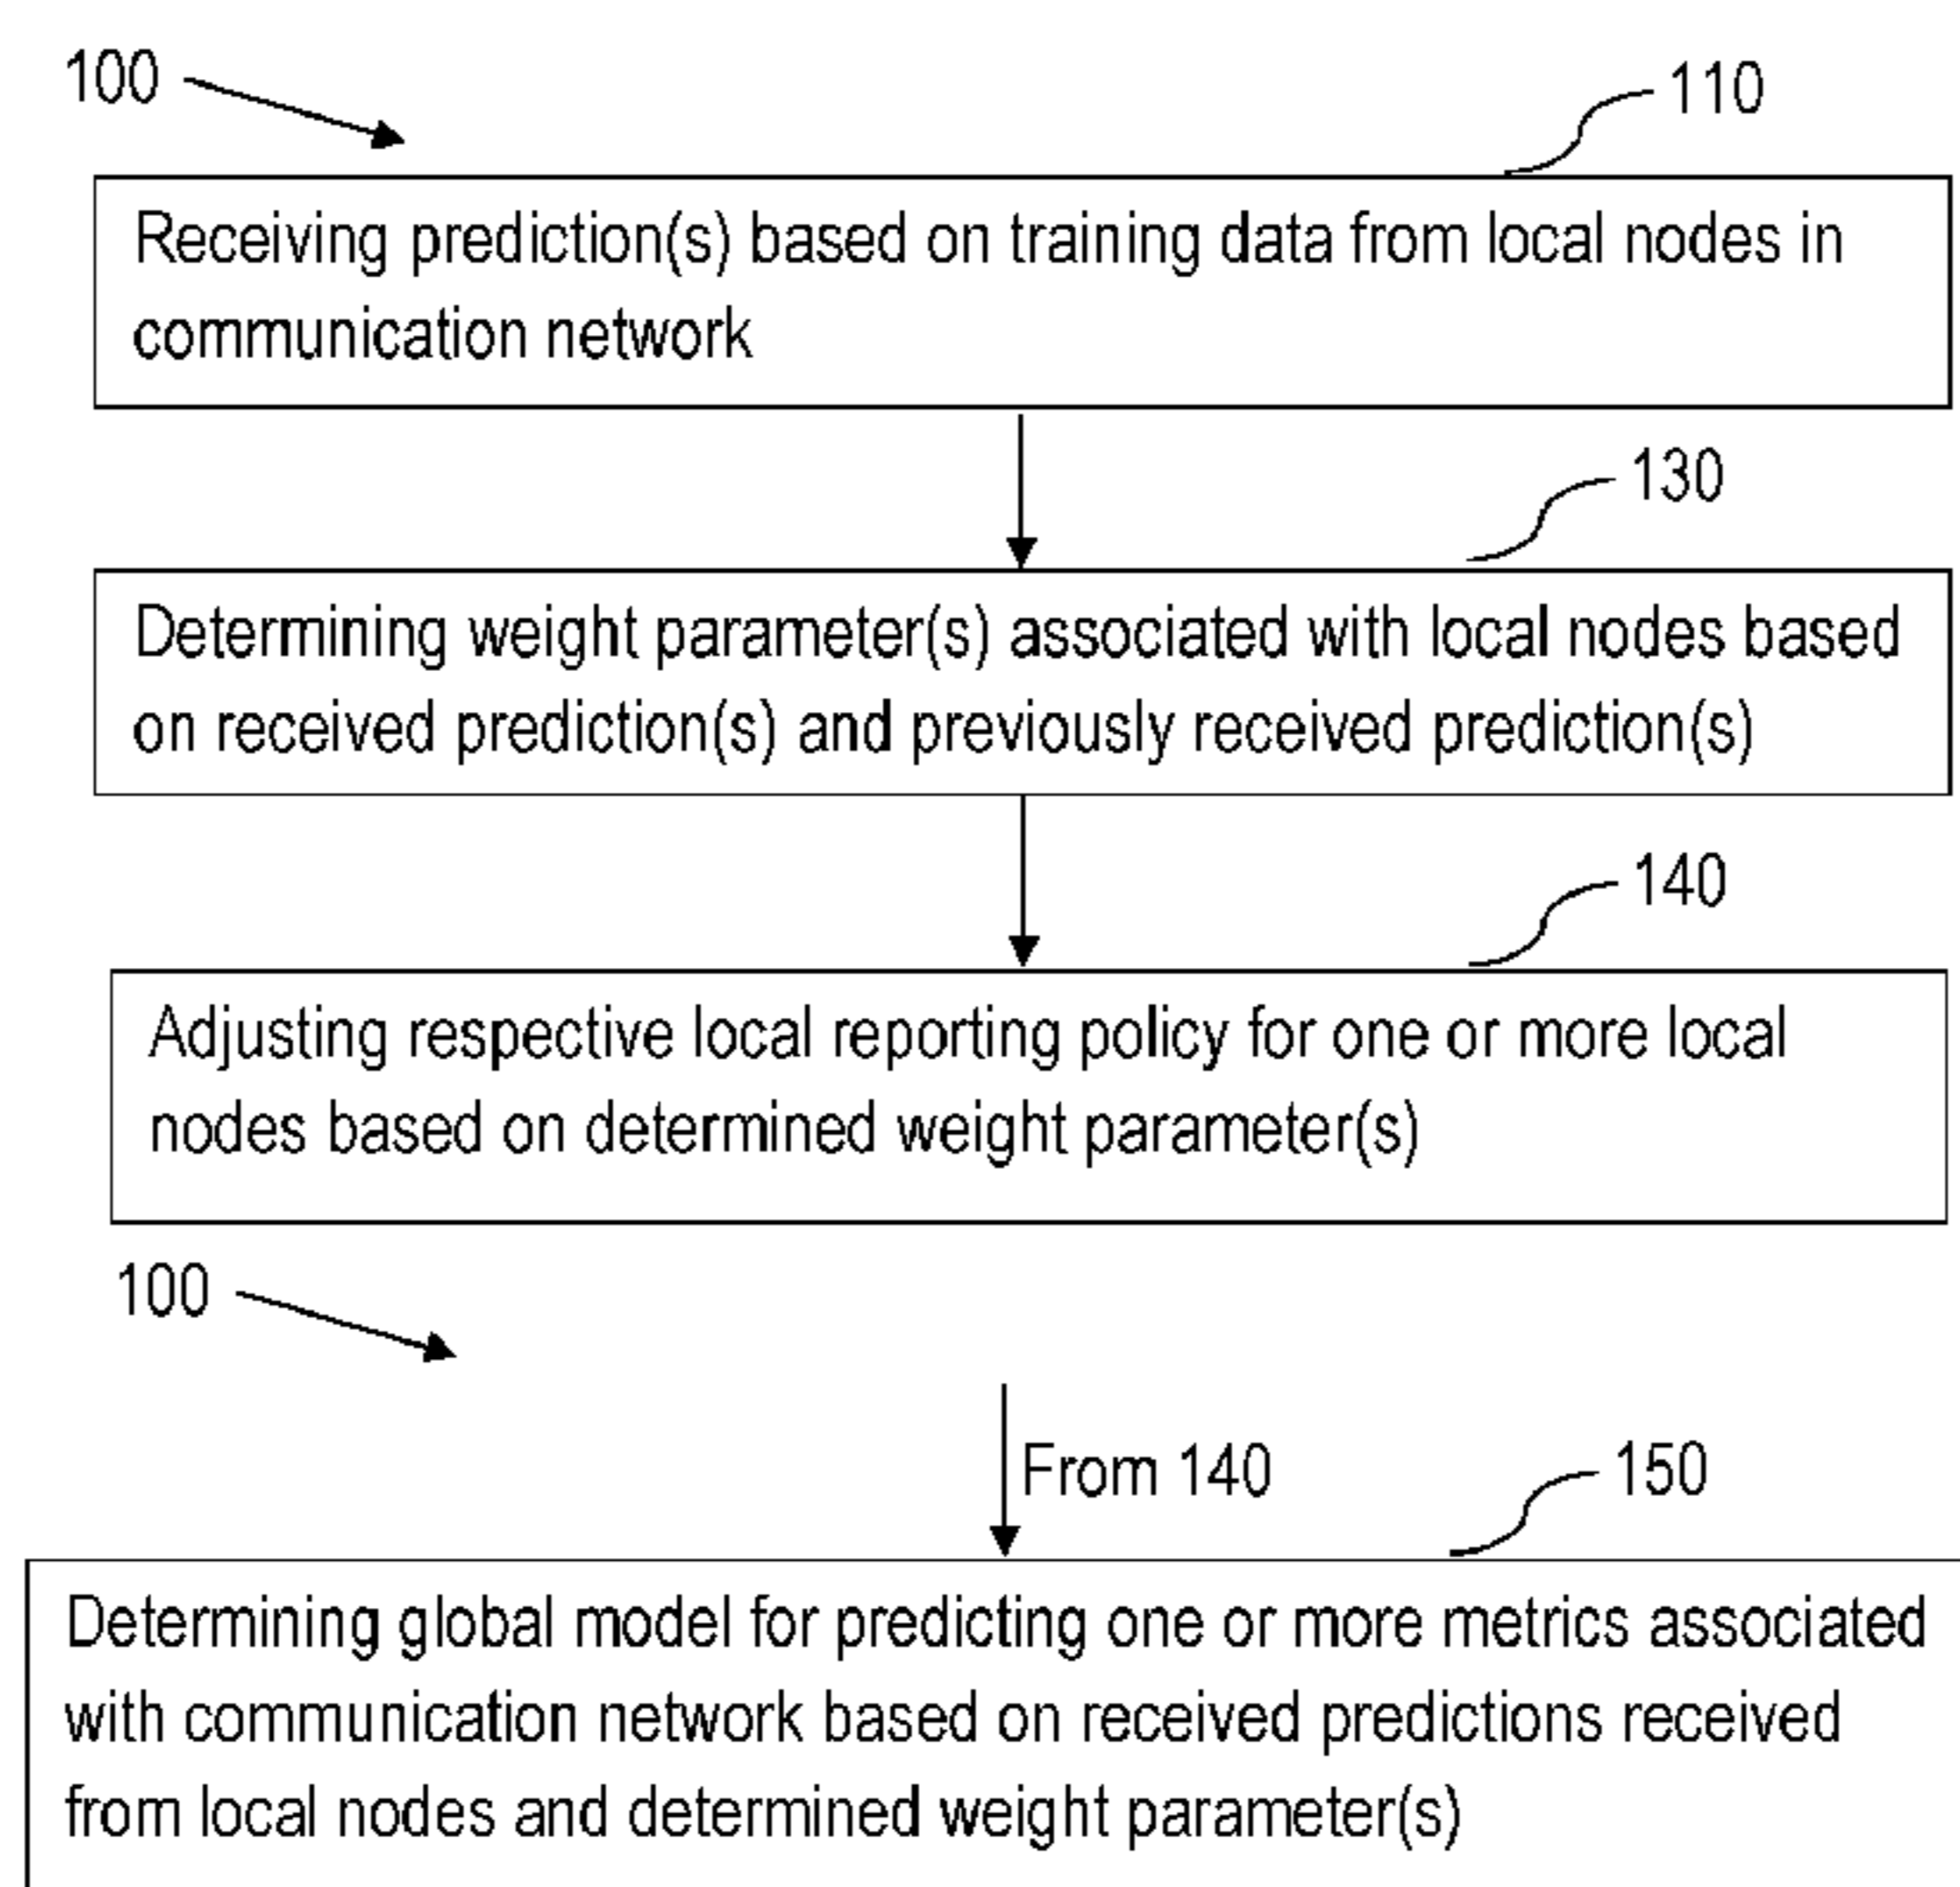 100
110
Receiving prediction(s) based on training data from local nodes in
communication network
130
Determining weight parameter(s) associated with local nodes based
on received prediction(s) and previously received prediction(s)
140
Adjusting respective local reporting policy for one or more local
nodes based on determined weight parameter(s)
100
From 140
150
Determining global model for predicting one or more metrics associated
with communication network based on received predictions received
from local nodes and determined weight parameter(s)